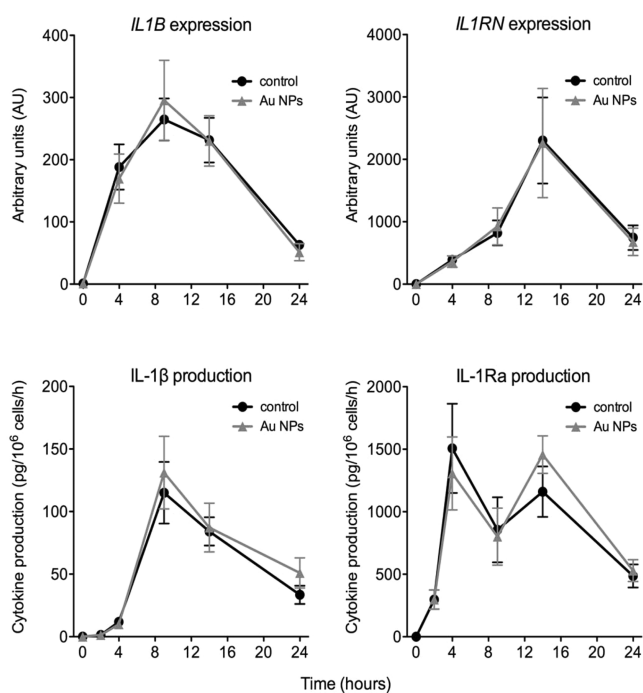 IL1B expression
Arbitrary units (AU)
400
300
200
100
0
control
Au NPs
0 4 8 12 16 20 24
IL1RN expression
Arbitrary units (AU)
4000
3000
2000
1000
0
control
Au NPs
0 4 8 12 16 20 24
IL-1β production
Cytokine production (pg/10⁶ cells/h)
200
150
100
50
0
control
Au NPs
0 4 8 12 16 20 24
IL-1Ra production
Cytokine production (pg/10⁶ cells/h)
2000
1500
1000
500
0
control
Au NPs
0 4 8 12 16 20 24
Time (hours)